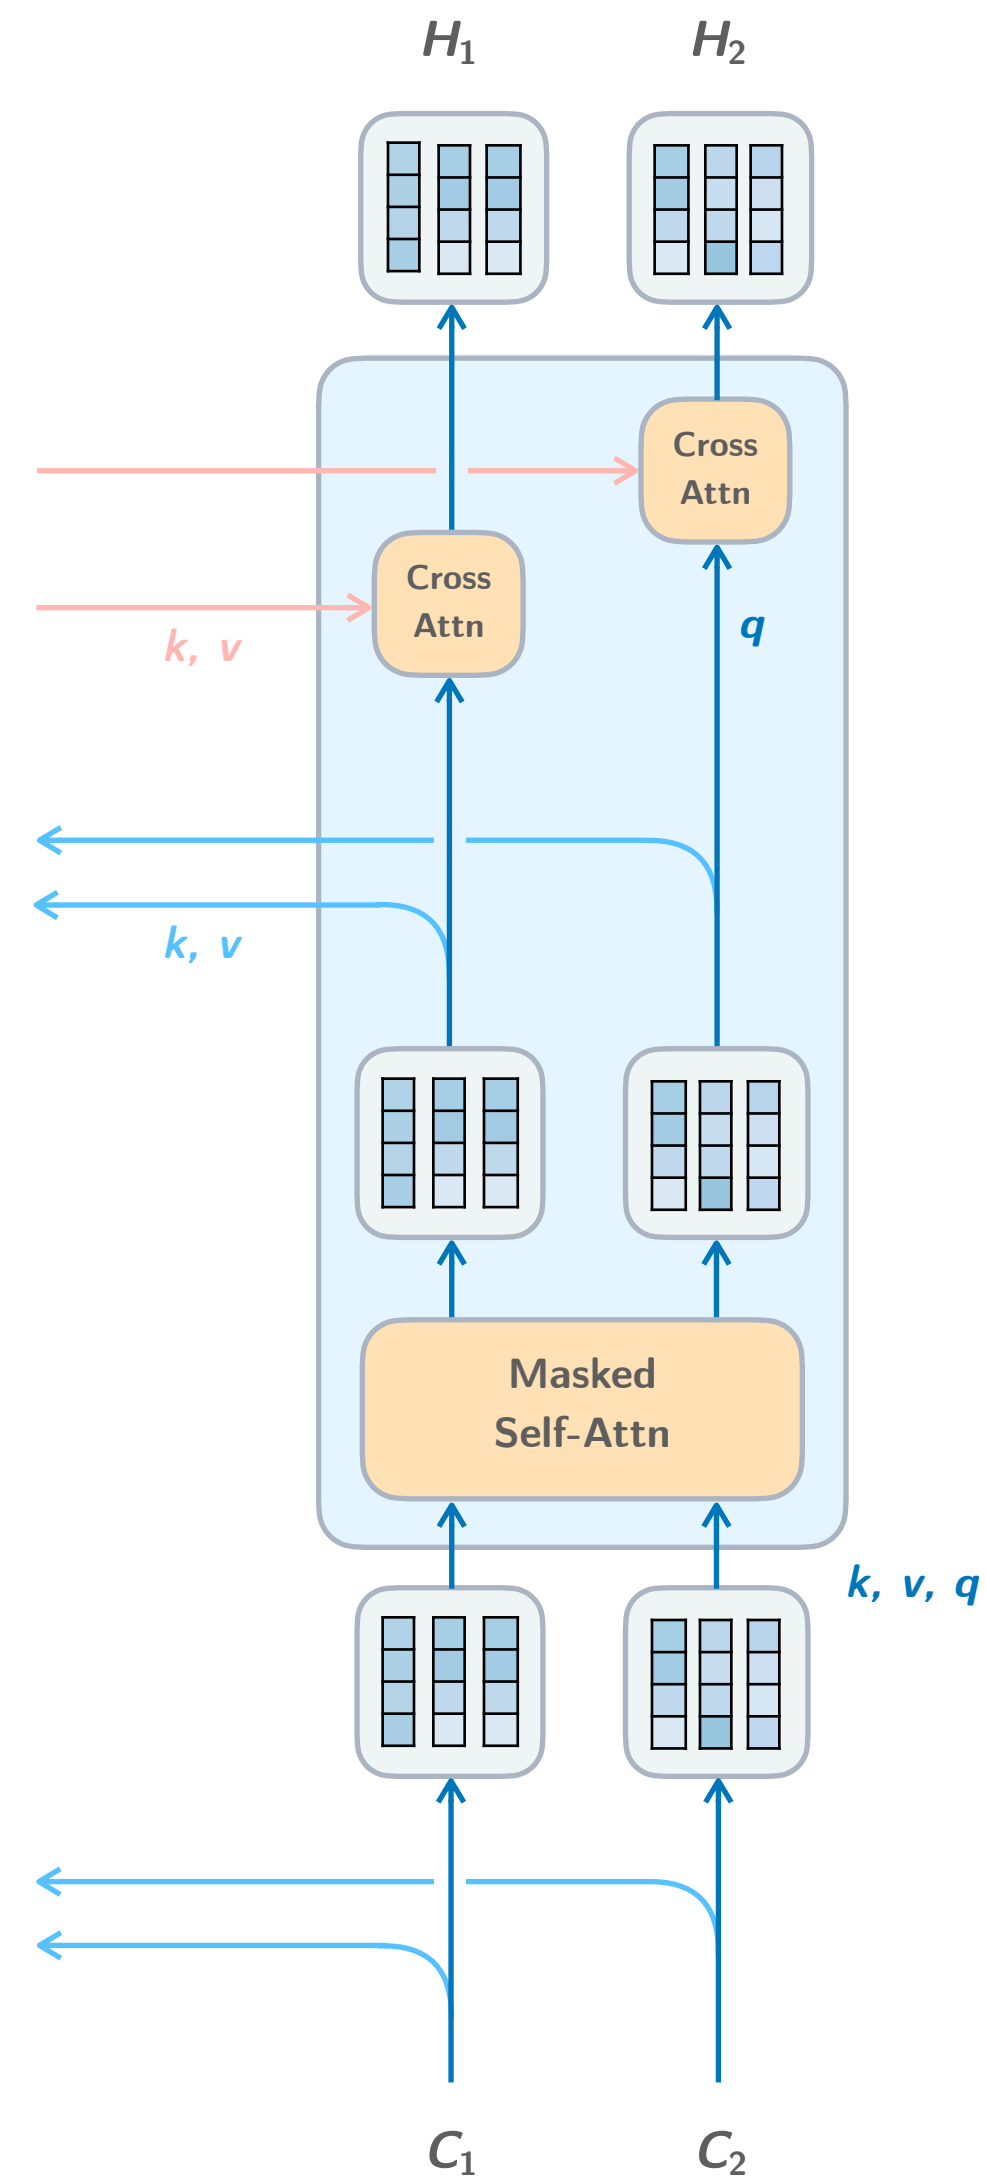 H₁ H₂
Cross
Attn
Cross
Attn
q
k, v
k, v
Masked
Self-Attn
k, v, q
C₁ C₂